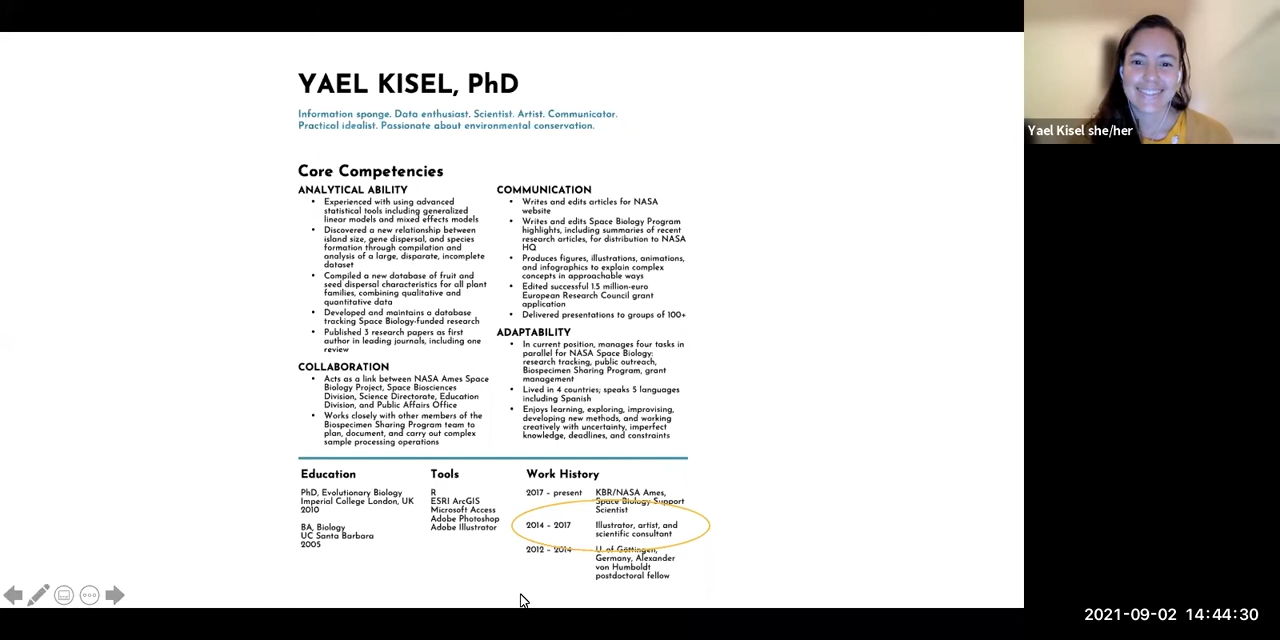 YAEL KISEL, PhD
Information sponge. Data enthusiast. Scientist. Artist. Communicator.
Practical idealist. Passionate about environmental conservation.
Core Competencies
ANALYTICAL ABILITY
• Experienced with using advanced
statistical tools including generalized
linear models and mixed effects models
• Discovered a new relationship between
island size, gene dispersal, and species
formation through compilation and
analysis of a large, disparate, incomplete
dataset
• Compiled a new database of fruit and
seed dispersal characteristics for all plant
families, combining qualitative and
quantitative data
• Developed and maintains a database
tracking Space Biology-funded research
• Published 3 research papers as first
author in leading journals, including one
review
COLLABORATION
• Acts as a link between NASA Ames Space
Biology Project, Space Biosciences
Division, Science Directorate, Education
Division, and Public Affairs Office
• Works closely with other members of the
Biospecimen Sharing Program team to
plan, document, and carry out complex
sample processing operations
COMMUNICATION
• Writes and edits articles for NASA
website
• Writes and edits Space Biology Program
highlights, including summaries of recent
research articles, for distribution to NASA
HQ
• Produces figures, illustrations, animations,
and infographics to explain complex
concepts in approachable ways
• Edited successful 1.5 million-euro
European Research Council grant
application
• Delivered presentations to groups of 100+
ADAPTABILITY
• In current position, manages four tasks in
parallel for NASA Space Biology:
research tracking, public outreach,
Biospecimen Sharing Program, grant
management
• Lived in 4 countries; speaks 5 languages
including Spanish
• Enjoys learning, exploring, improvising,
developing new methods, and working
creatively with uncertainty, imperfect
knowledge, deadlines, and constraints
Education
PhD, Evolutionary Biology
Imperial College London, UK
2010
BA, Biology
UC Santa Barbara
2005
Tools
R
ESRI ArcGIS
Microsoft Access
Adobe Photoshop
Adobe Illustrator
Work History
2017 – present KBR/NASA Ames,
Space Biology Support
Scientist
2014 – 2017 Illustrator, artist, and
scientific consultant
2012 – 2014 U. of Göttingen,
Germany, Alexander
von Humboldt
postdoctoral fellow
Yael Kisel she/her
2021-09-02 14:44:30